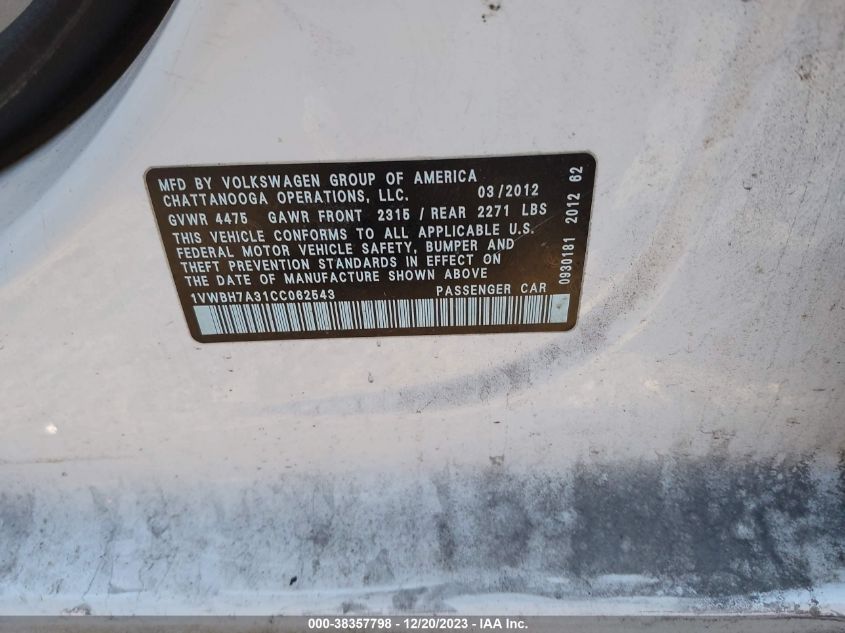 MFD BY VOLKSWAGEN GROUP OF AMERICA
CHATTANOOGA OPERATIONS, LLC. 03/2012
GVWR 4475 GAWR FRONT 2315 / REAR 2271 LBS
THIS VEHICLE CONFORMS TO ALL APPLICABLE U.S.
FEDERAL MOTOR VEHICLE SAFETY, BUMPER AND
THEFT PREVENTION STANDARDS IN EFFECT ON
THE DATE OF MANUFACTURE SHOWN ABOVE
1VWBH7A31CC062543 PASSENGER CAR
0930181 2012 62
000-38357798 - 12/20/2023 - IAA Inc.